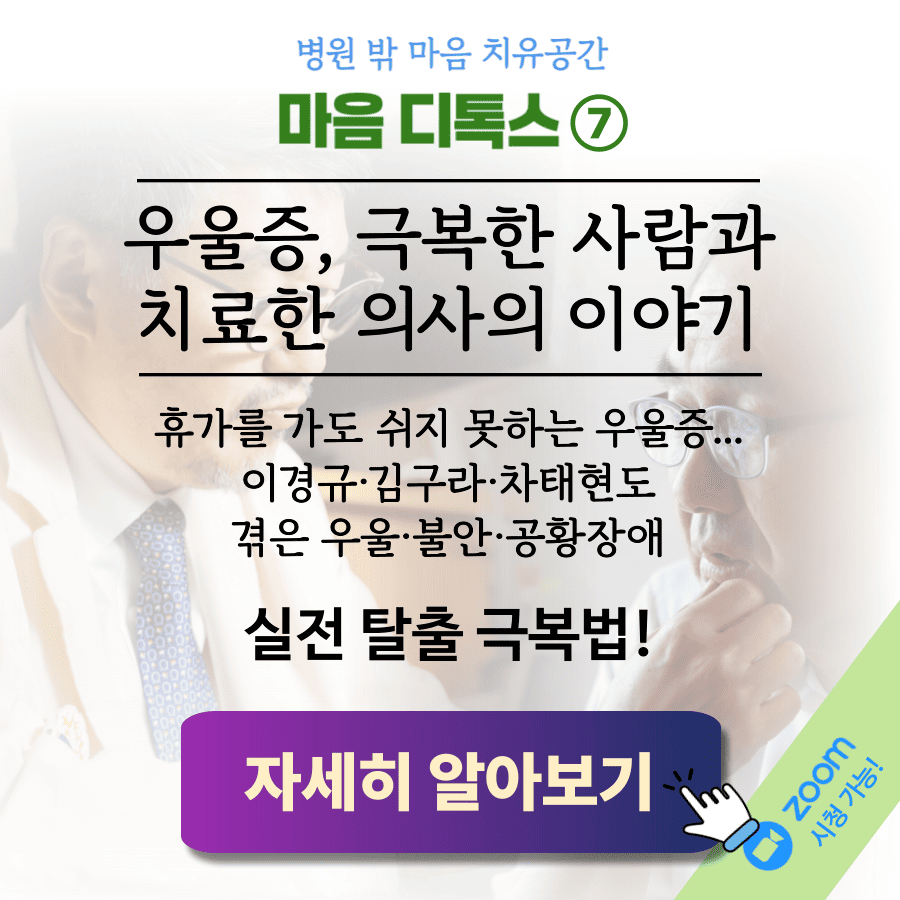 병원 밖 마음 치유공간
마음 디톡스 ⑦
우울증, 극복한 사람과
치료한 의사의 이야기
휴가를 가도 쉬지 못하는 우울증...
이경규·김구라·차태현도
겪은 우울·불안·공황장애
실전 탈출 극복법!
자세히 알아보기
zoom
시청 가능!